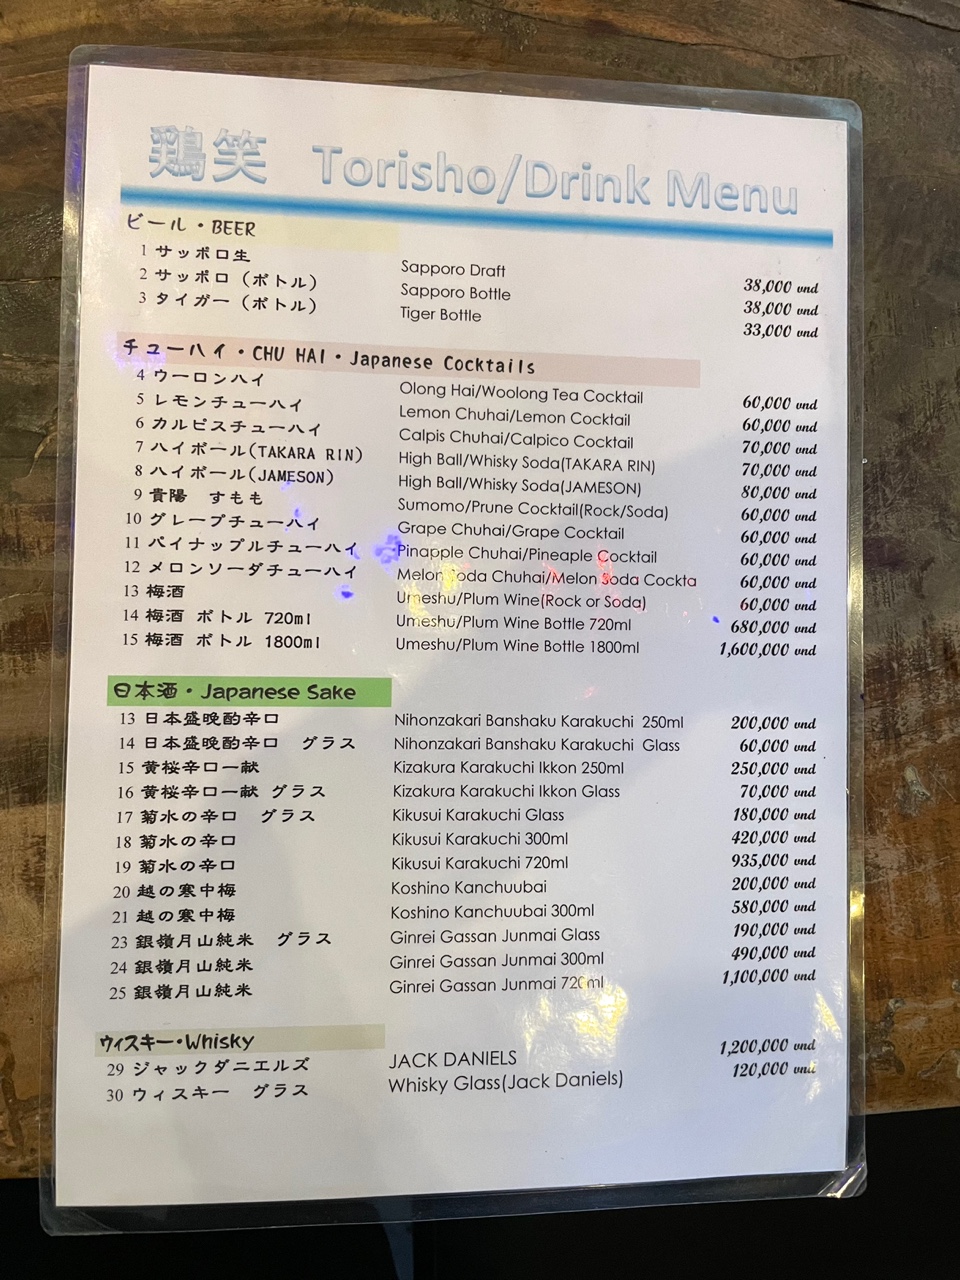 鶏笑 Torisho/Drink Menu
ビール・BEER
1 サッポロ生 Sapporo Draft 38,000 vnd
2 サッポロ（ボトル） Sapporo Bottle 38,000 vnd
3 タイガー（ボトル） Tiger Bottle 33,000 vnd
チューハイ・CHU HAI・Japanese Cocktails
4 ウーロンハイ Olong Hai/Woolong Tea Cocktail 60,000 vnd
5 レモンチューハイ Lemon Chuhai/Lemon Cocktail 60,000 vnd
6 カルピスチューハイ Calpis Chuhai/Calpico Cocktail 70,000 vnd
7 ハイボール(TAKARA RIN) High Ball/Whisky Soda(TAKARA RIN) 70,000 vnd
8 ハイボール(JAMESON) High Ball/Whisky Soda(JAMESON) 80,000 vnd
9 貴陽 すもも Sumomo/Prune Cocktail(Rock/Soda) 60,000 vnd
10 グレープチューハイ Grape Chuhai/Grape Cocktail 60,000 vnd
11 パイナップルチューハイ Pinapple Chuhai/Pineaple Cocktail 60,000 vnd
12 メロンソーダチューハイ Melon Soda Chuhai/Melon Soda Cockta 60,000 vnd
13 梅酒 Umeshu/Plum Wine(Rock or Soda) 60,000 vnd
14 梅酒 ボトル 720ml Umeshu/Plum Wine Bottle 720ml 680,000 vnd
15 梅酒 ボトル 1800ml Umeshu/Plum Wine Bottle 1800ml 1,600,000 vnd
日本酒・Japanese Sake
13 日本盛晩酌辛口 Nihonzakari Banshaku Karakuchi 250ml 200,000 vnd
14 日本盛晩酌辛口 グラス Nihonzakari Banshaku Karakuchi Glass 60,000 vnd
15 黄桜辛口一献 Kizakura Karakuchi Ikkon 250ml 250,000 vnd
16 黄桜辛口一献 グラス Kizakura Karakuchi Ikkon Glass 70,000 vnd
17 菊水の辛口 グラス Kikusui Karakuchi Glass 180,000 vnd
18 菊水の辛口 Kikusui Karakuchi 300ml 420,000 vnd
19 菊水の辛口 Kikusui Karakuchi 720ml 935,000 vnd
20 越の寒中梅 Koshino Kanchuubai 200,000 vnd
21 越の寒中梅 Koshino Kanchuubai 300ml 580,000 vnd
23 銀嶺月山純米 グラス Ginrei Gassan Junmai Glass 190,000 vnd
24 銀嶺月山純米 Ginrei Gassan Junmai 300ml 490,000 vnd
25 銀嶺月山純米 Ginrei Gassan Junmai 720ml 1,100,000 vnd
ウィスキー・Whisky
29 ジャックダニエルズ JACK DANIELS 1,200,000 vnd
30 ウィスキー グラス Whisky Glass(Jack Daniels) 120,000 vnd